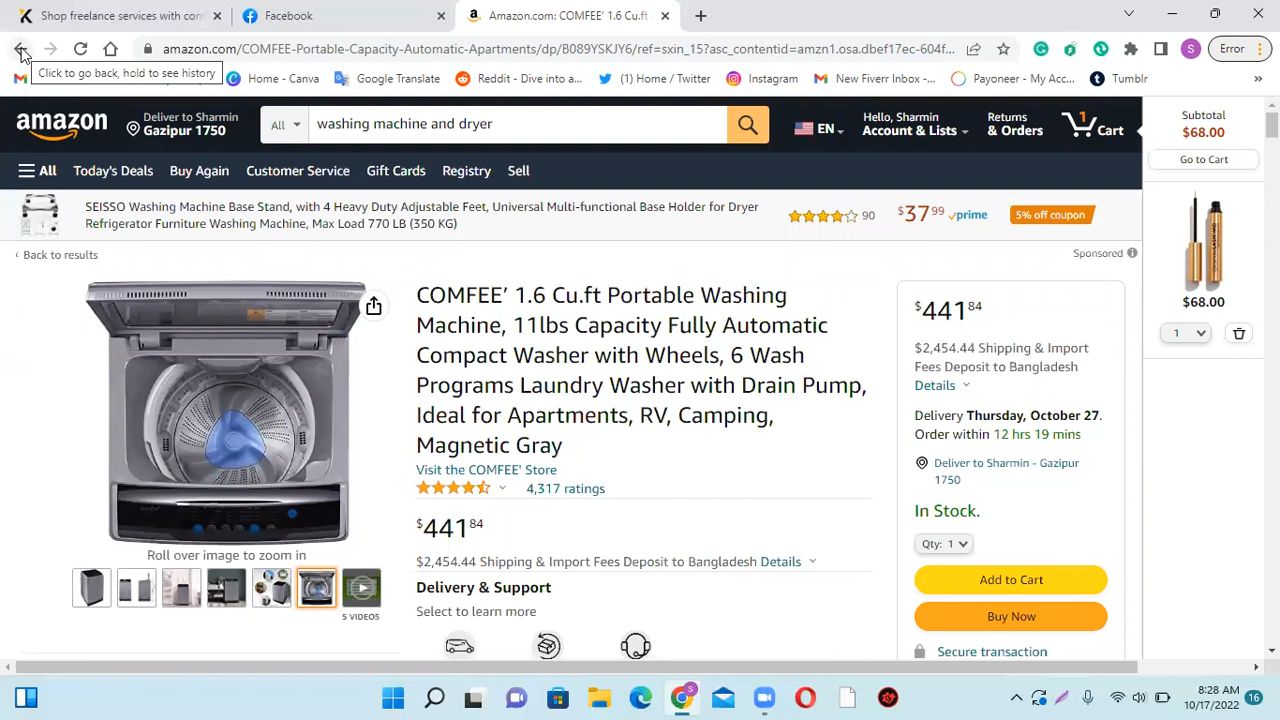 Shop freelance services with con
Facebook
Amazon.com: COMFEE' 1.6 Cu.ft
amazon.com/COMFEE-Portable-Capacity-Automatic-Apartments/dp/B089YSKJY6/ref=sxin_15?asc_contentid=amzn1.osa.dbef17ec-604f...
S
Error
Click to go back, hold to see history
Home - Canva
Google Translate
Reddit - Dive into a...
(1) Home / Twitter
Instagram
New Fiverr Inbox -...
Payoneer - My Acc...
Tumblr
»
amazon
Deliver to Sharmin
Gazipur 1750
All
washing machine and dryer
EN
Hello, Sharmin
Account & Lists
Returns
& Orders
1
Cart
Subtotal
$68.00
Go to Cart
All
Today's Deals
Buy Again
Customer Service
Gift Cards
Registry
Sell
SEISSO Washing Machine Base Stand, with 4 Heavy Duty Adjustable Feet, Universal Multi-functional Base Holder for Dryer
Refrigerator Furniture Washing Machine, Max Load 770 LB (350 KG)
90
$37.99
prime
5% off coupon
‹ Back to results
Sponsored
$68.00
1
COMFEE' 1.6 Cu.ft Portable Washing
Machine, 11lbs Capacity Fully Automatic
Compact Washer with Wheels, 6 Wash
Programs Laundry Washer with Drain Pump,
Ideal for Apartments, RV, Camping,
Magnetic Gray
Visit the COMFEE' Store
4,317 ratings
$441.84
$2,454.44 Shipping & Import Fees Deposit to Bangladesh Details
Delivery & Support
Select to learn more
Roll over image to zoom in
5 VIDEOS
$441.84
$2,454.44 Shipping & Import
Fees Deposit to Bangladesh
Details
Delivery Thursday, October 27.
Order within 12 hrs 19 mins
Deliver to Sharmin - Gazipur
1750
In Stock.
Qty: 1
Add to Cart
Buy Now
Secure transaction
8:28 AM
10/17/2022
16